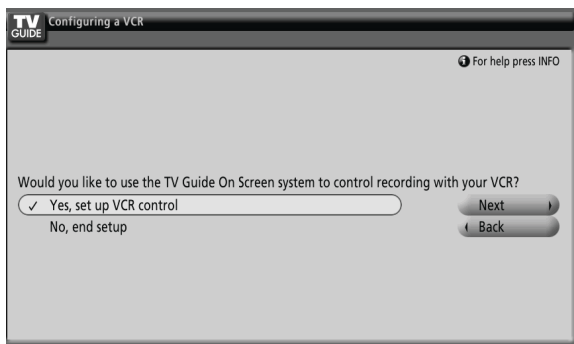 TV
GUIDE
Configuring a VCR
For help press INFO
Would you like to use the TV Guide On Screen system to control recording with your VCR?
✓ Yes, set up VCR control
Next
No, end setup
Back